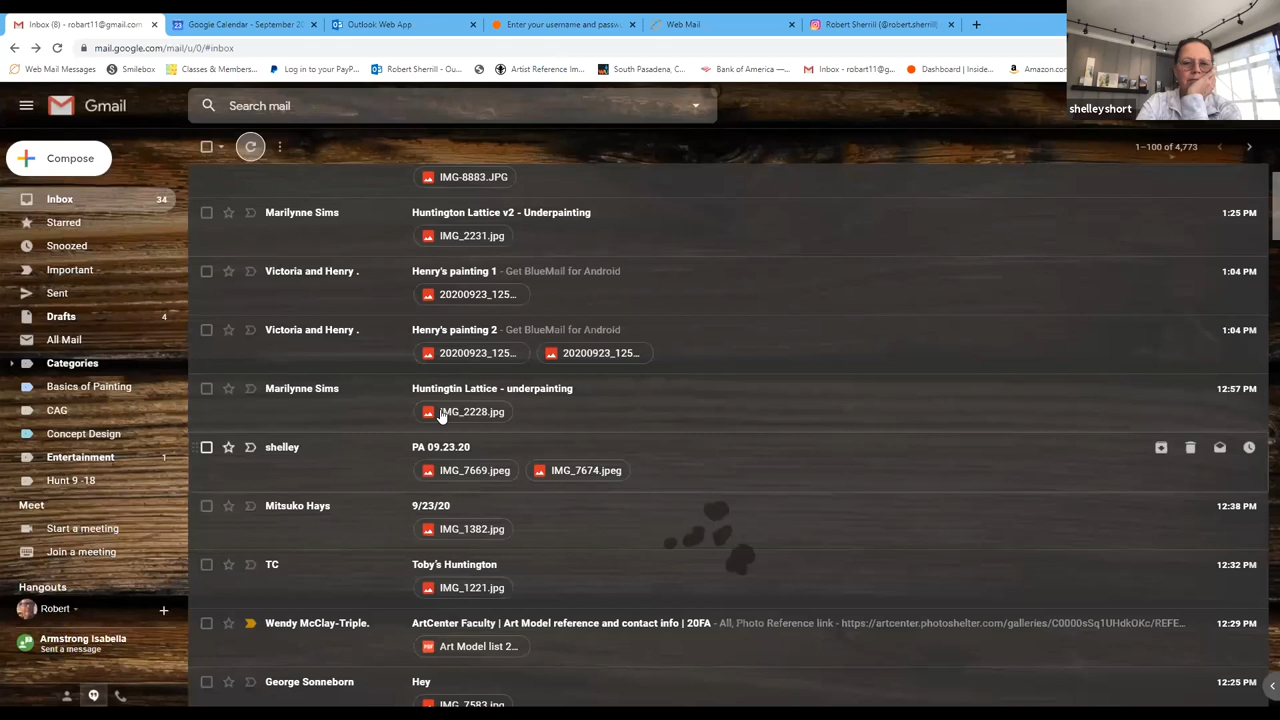 Inbox (8) - robart11@gmail.com
Google Calendar - September 20
Outlook Web App
Enter your username and passw
Web Mail
Robert Sherrill (@robert.sherrill
mail.google.com/mail/u/0/#inbox
Web Mail Messages
Smilebox
Classes & Members...
Log in to your PayP...
Robert Sherrill - Ou...
Artist Reference Im...
South Pasadena, C...
Bank of America —...
Inbox - robart11@g...
Dashboard | Inside...
Amazon.com
shelleyshort
Gmail
Search mail
Compose
1–100 of 4,773
Inbox 34
Starred
Snoozed
Important
Sent
Drafts 4
All Mail
Categories
Basics of Painting
CAG
Concept Design
Entertainment 1
Hunt 9 -18
Meet
Start a meeting
Join a meeting
Hangouts
Robert
Armstrong Isabella
Sent a message
IMG-8883.JPG
Marilynne Sims Huntington Lattice v2 - Underpainting 1:25 PM
IMG_2231.jpg
Victoria and Henry . Henry's painting 1 - Get BlueMail for Android 1:04 PM
20200923_125...
Victoria and Henry . Henry's painting 2 - Get BlueMail for Android 1:04 PM
20200923_125... 20200923_125...
Marilynne Sims Huntingtin Lattice - underpainting 12:57 PM
IMG_2228.jpg
shelley PA 09.23.20
IMG_7669.jpeg IMG_7674.jpeg
Mitsuko Hays 9/23/20 12:38 PM
IMG_1382.jpg
TC Toby's Huntington 12:32 PM
IMG_1221.jpg
Wendy McClay-Triple. ArtCenter Faculty | Art Model reference and contact info | 20FA - All, Photo Reference link - https://artcenter.photoshelter.com/galleries/C0000sSq1UHdkOKc/REFE... 12:29 PM
Art Model list 2...
George Sonneborn Hey 12:25 PM
IMG_7583.jpg